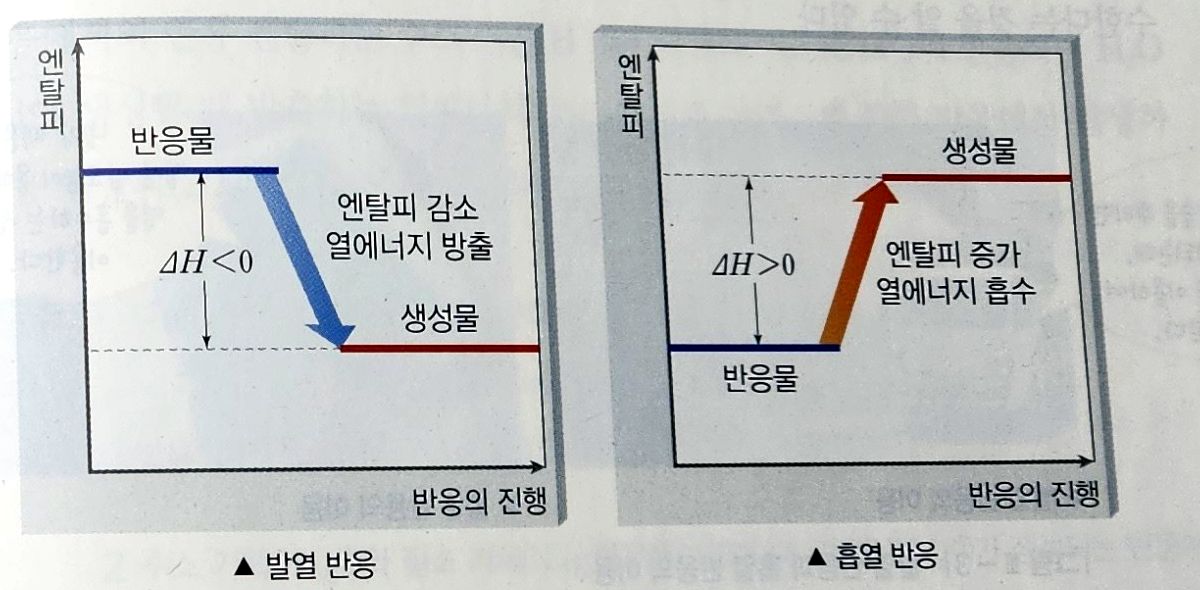 엔탈피
반응물
엔탈피 감소
열에너지 방출
ΔH<0
생성물
반응의 진행
▲ 발열 반응
엔탈피
생성물
ΔH>0
엔탈피 증가
열에너지 흡수
반응물
반응의 진행
▲ 흡열 반응